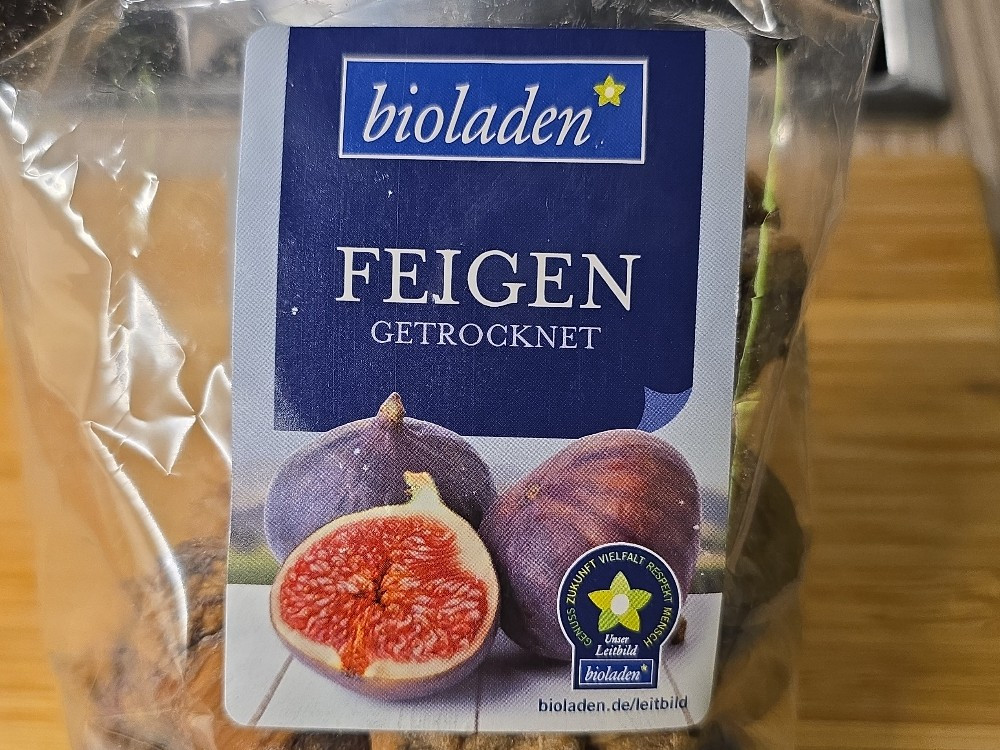 bioladen*
FEIGEN
GETROCKNET
GENUSS ZUKUNFT VIELFALT RESPEKT MENSCH
Unser
Leitbild
bioladen*
bioladen.de/leitbild